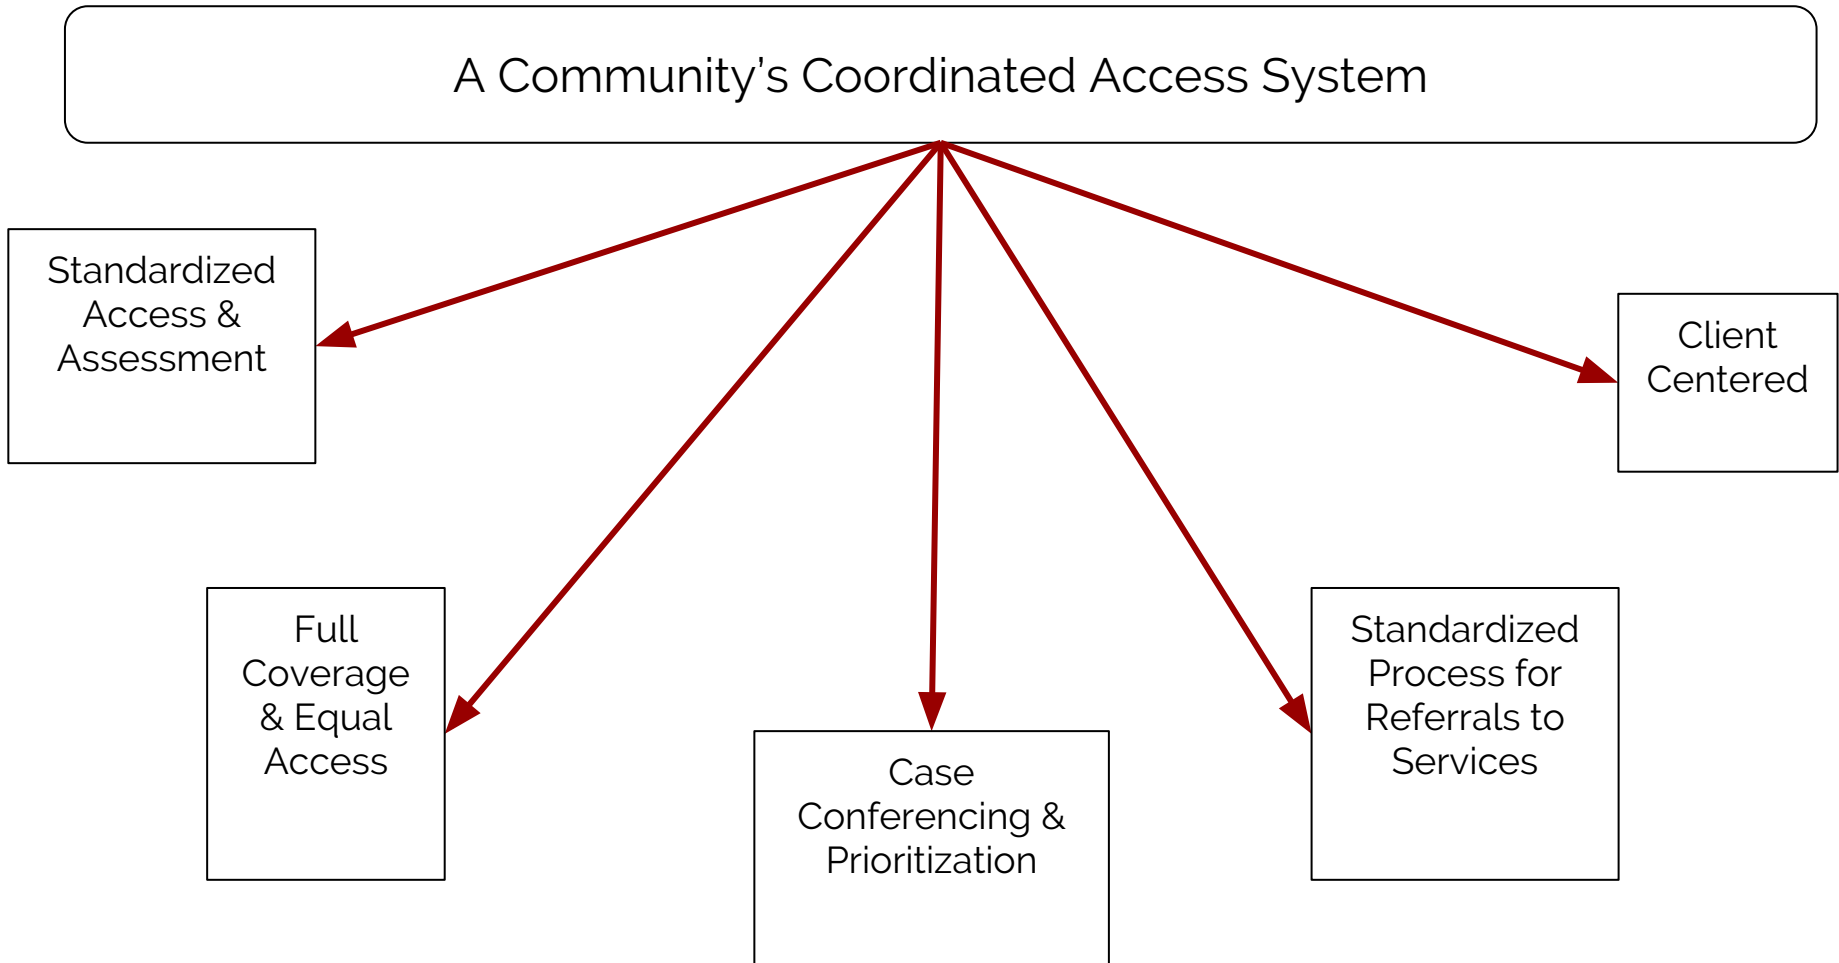 A Community’s Coordinated Access System
Standardized
Access &
Assessment
Full
Coverage
& Equal
Access
Case
Conferencing &
Prioritization
Standardized
Process for
Referrals to
Services
Client
Centered